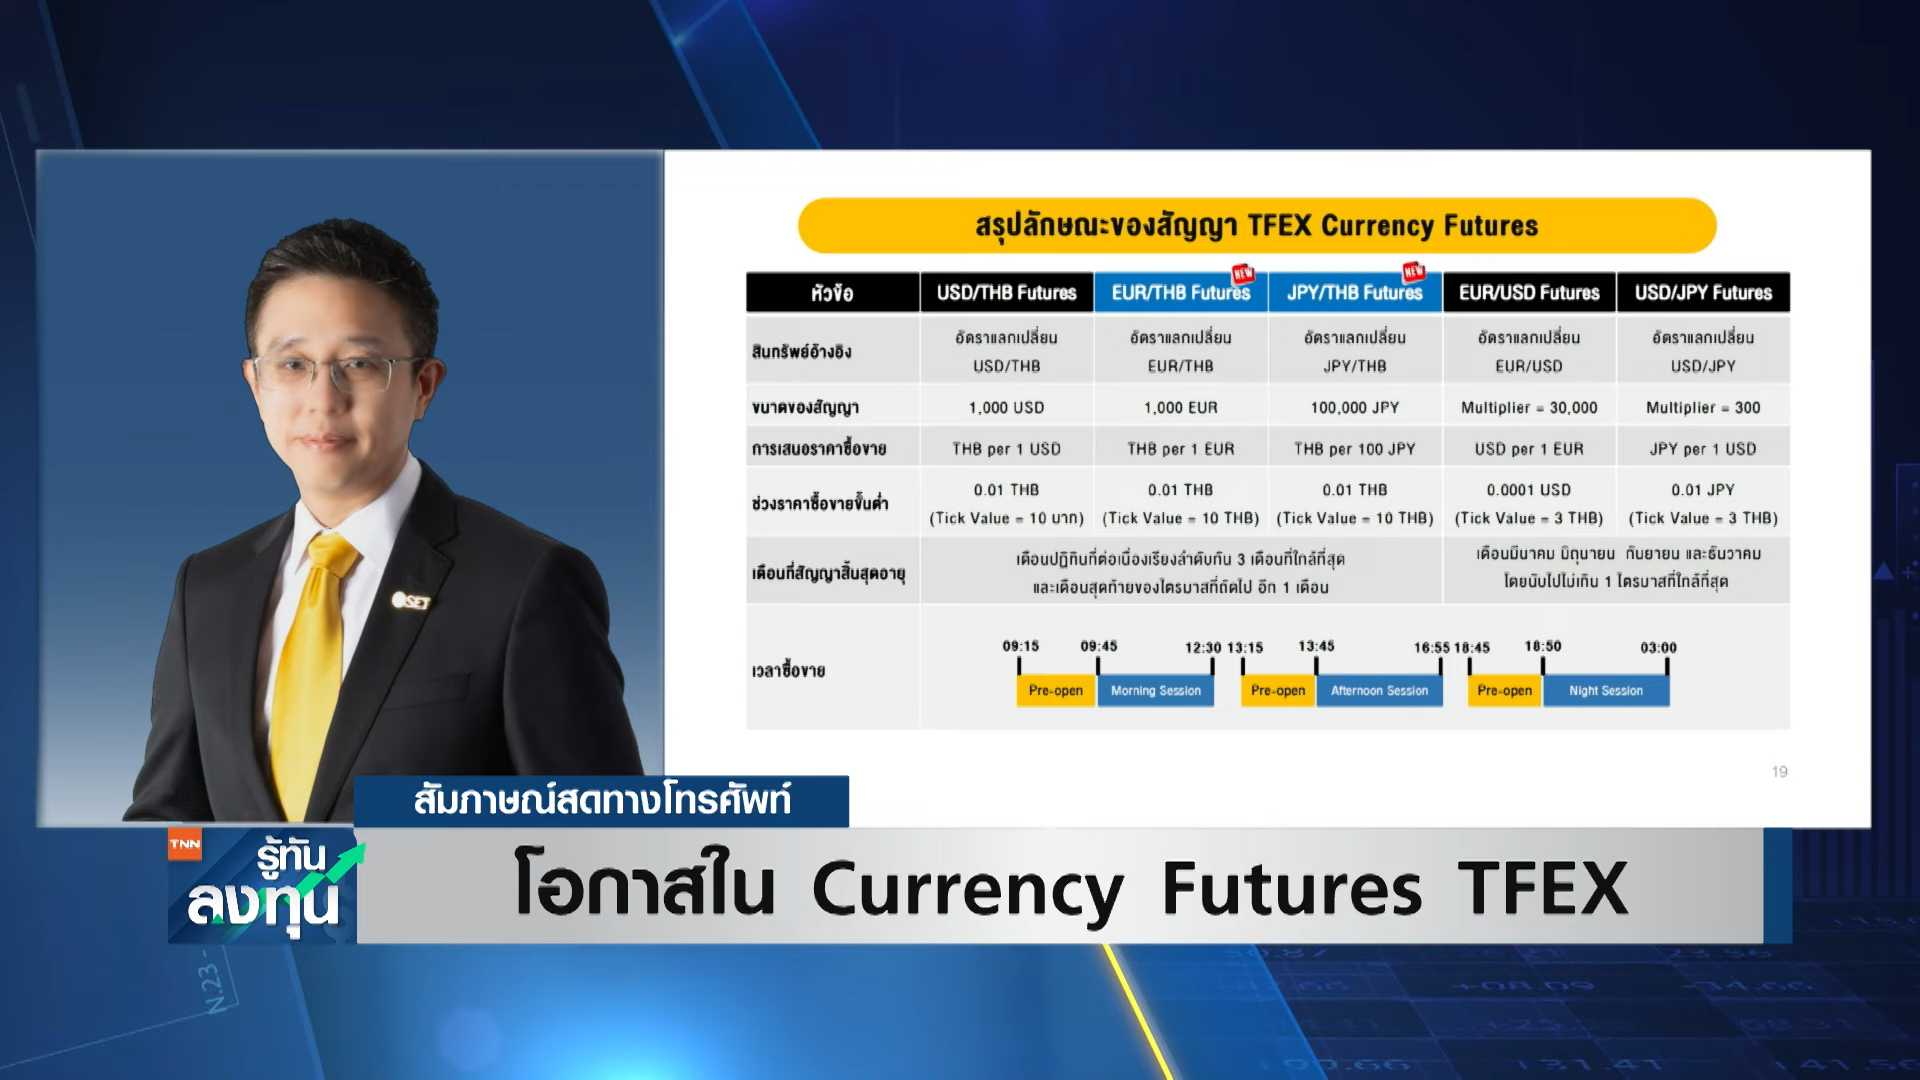 สรุปลักษณะของสัญญา TFEX Currency Futures
หัวข้อ USD/THB Futures EUR/THB Futures NEW JPY/THB Futures NEW EUR/USD Futures USD/JPY Futures
สินทรัพย์อ้างอิง อัตราแลกเปลี่ยน USD/THB อัตราแลกเปลี่ยน EUR/THB อัตราแลกเปลี่ยน JPY/THB อัตราแลกเปลี่ยน EUR/USD อัตราแลกเปลี่ยน USD/JPY
ขนาดของสัญญา 1,000 USD 1,000 EUR 100,000 JPY Multiplier = 30,000 Multiplier = 300
การเสนอราคาซื้อขาย THB per 1 USD THB per 1 EUR THB per 100 JPY USD per 1 EUR JPY per 1 USD
ช่วงราคาซื้อขายขั้นต่ำ 0.01 THB (Tick Value = 10 บาท) 0.01 THB (Tick Value = 10 THB) 0.01 THB (Tick Value = 10 THB) 0.0001 USD (Tick Value = 3 THB) 0.01 JPY (Tick Value = 3 THB)
เดือนที่สัญญาสิ้นสุดอายุ เดือนปฏิทินที่ต่อเนื่องเรียงลำดับกัน 3 เดือนที่ใกล้ที่สุด
และเดือนสุดท้ายของไตรมาสที่ถัดไป อีก 1 เดือน
เดือนมีนาคม มิถุนายน กันยายน และธันวาคม
โดยนับไปไม่เกิน 1 ไตรมาสที่ใกล้ที่สุด
เวลาซื้อขาย
09:15 09:45 12:30 13:15 13:45 16:55 18:45 18:50 03:00
Pre-open Morning Session Pre-open Afternoon Session Pre-open Night Session
19
SET
สัมภาษณ์สดทางโทรศัพท์
TNN
รู้ทัน
ลงทุน
โอกาสใน Currency Futures TFEX
N.23 -